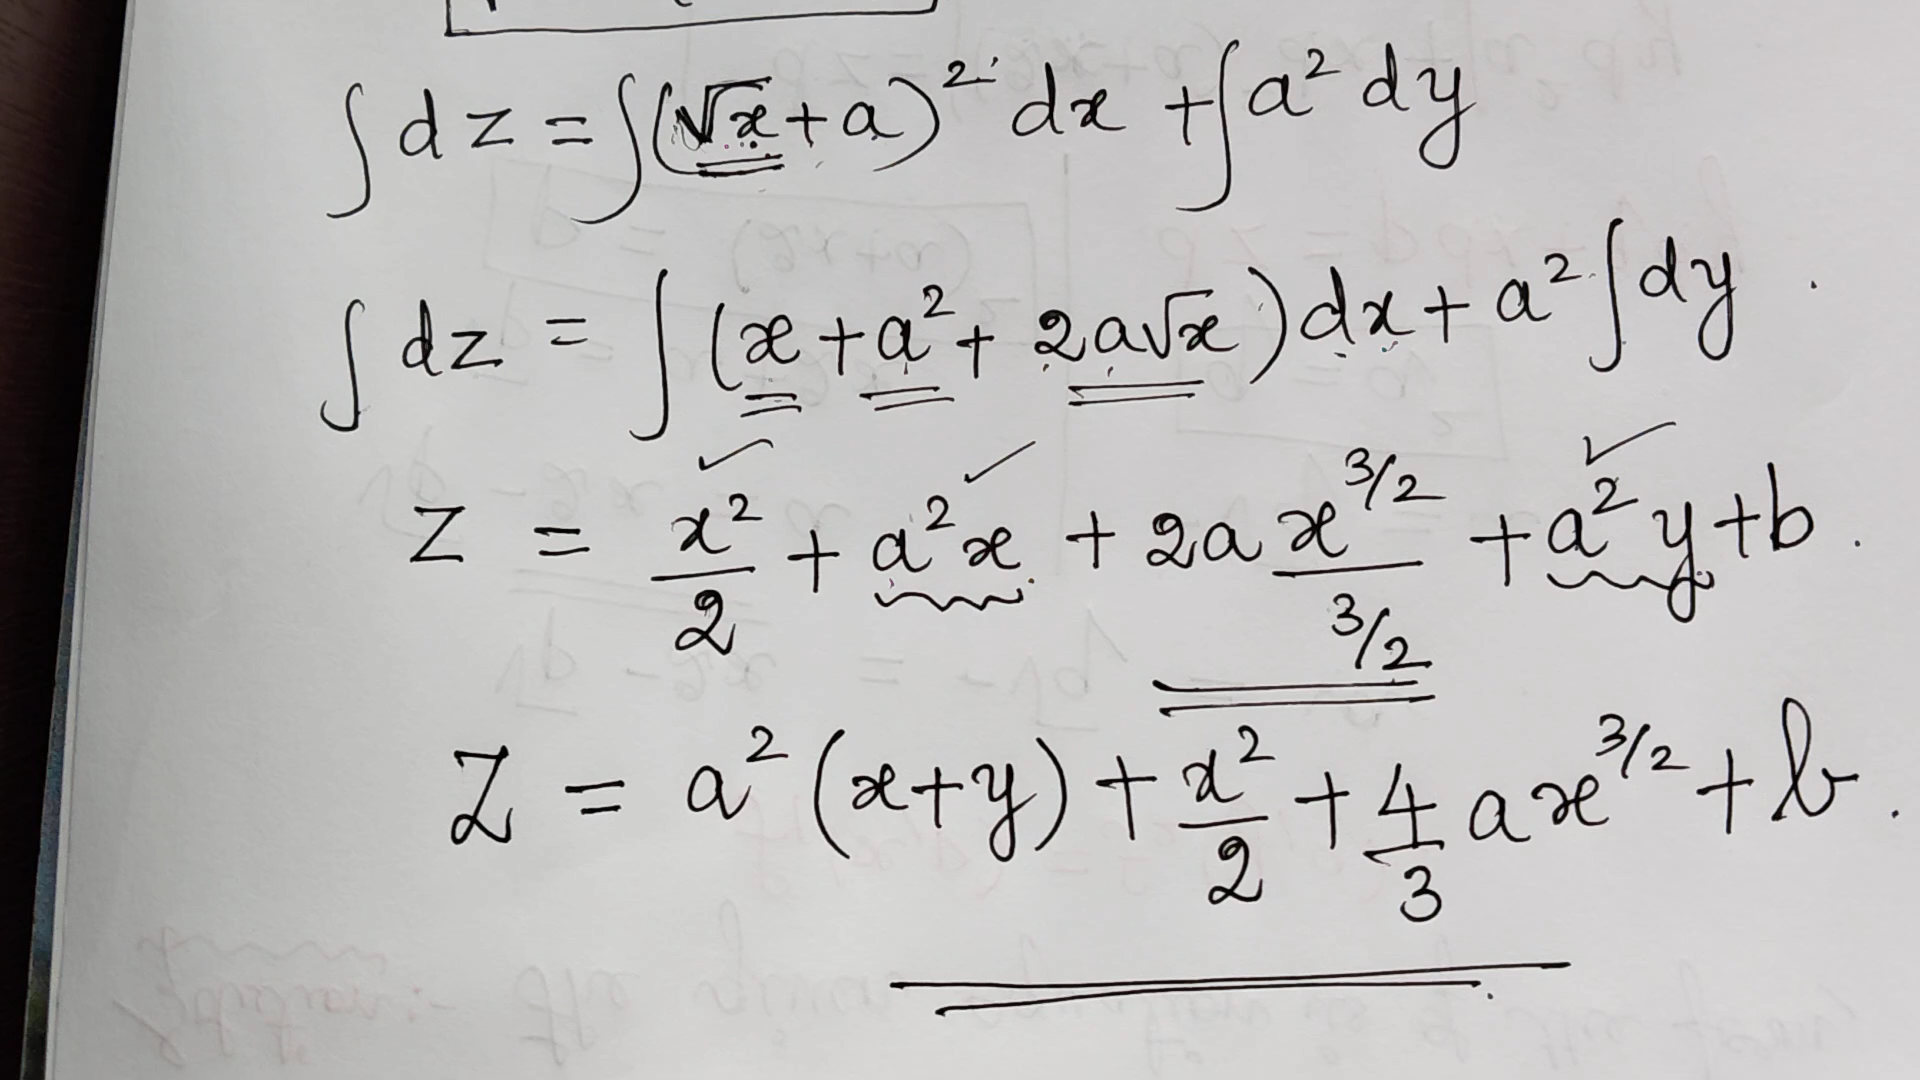 ∫dz = ∫(√x + a)² dx + ∫a² dy
∫dz = ∫(x + a² + 2a√x) dx + a² ∫dy.
z = x²/2 + a²x + 2a x^{3/2}/(3/2) + a²y + b.
Z = a²(x+y) + x²/2 + 4/3 a x^{3/2} + b.